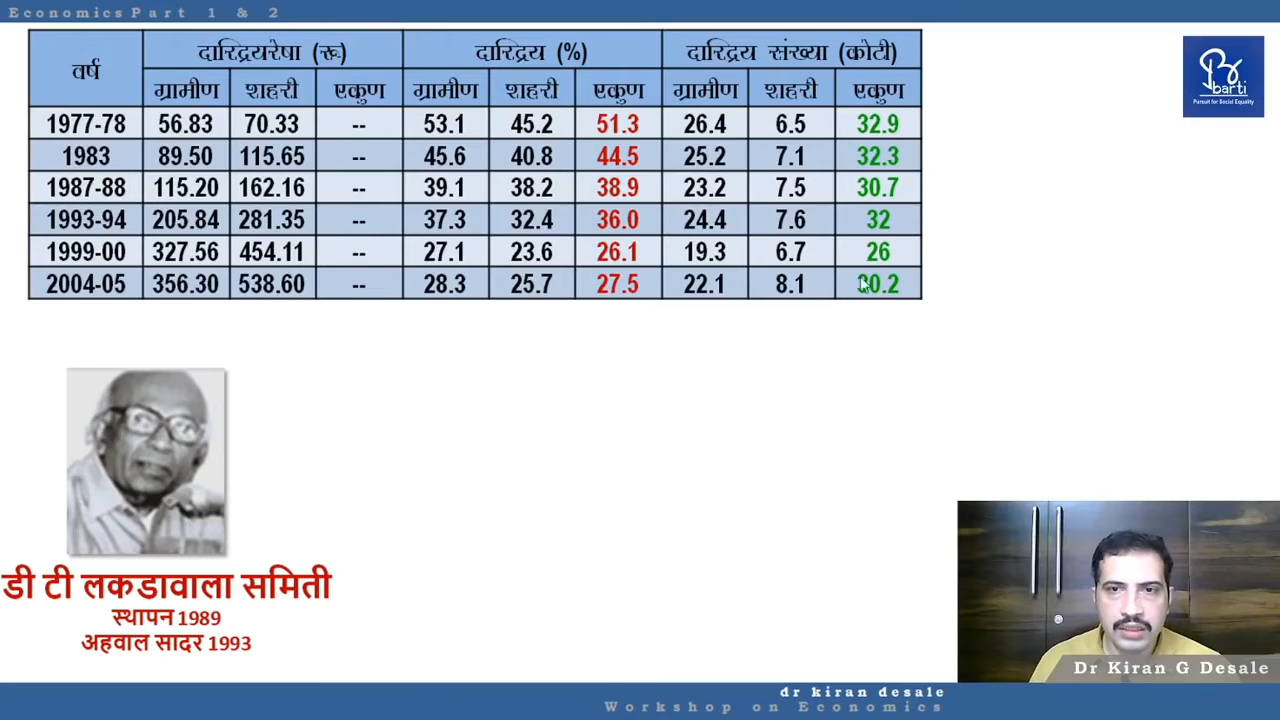 Economics Part 1 & 2
वर्ष दारिद्रयरेषा (रू) दारिद्रय (%) दारिद्रय संख्या (कोटी)
ग्रामीण शहरी एकुण ग्रामीण शहरी एकुण ग्रामीण शहरी एकुण
1977-78 56.83 70.33 -- 53.1 45.2 51.3 26.4 6.5 32.9
1983 89.50 115.65 -- 45.6 40.8 44.5 25.2 7.1 32.3
1987-88 115.20 162.16 -- 39.1 38.2 38.9 23.2 7.5 30.7
1993-94 205.84 281.35 -- 37.3 32.4 36.0 24.4 7.6 32
1999-00 327.56 454.11 -- 27.1 23.6 26.1 19.3 6.7 26
2004-05 356.30 538.60 -- 28.3 25.7 27.5 22.1 8.1 30.2
barti
Pursuit for Social Equality
डी टी लकडावाला समिती
स्थापन 1989
अहवाल सादर 1993
Dr Kiran G Desale
dr kiran desale
Workshop on Economics